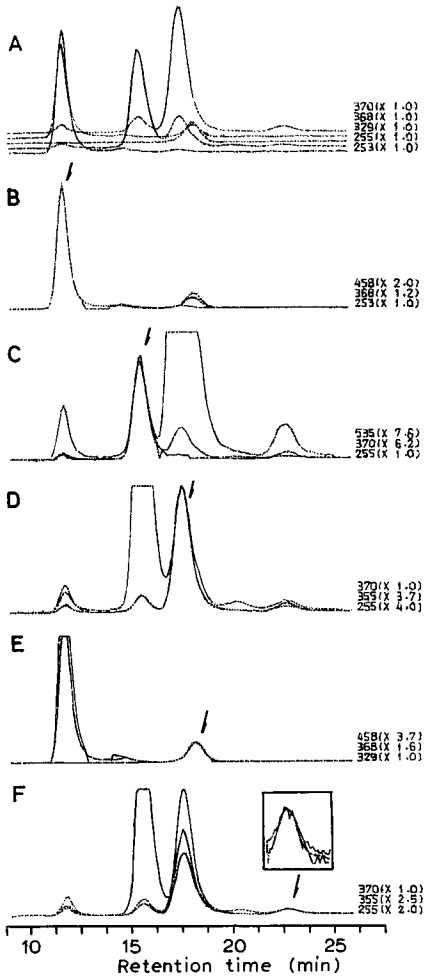 A
370(X 1.0)
368(X 1.0)
329(X 1.0)
255(X 1.0)
253(X 1.0)
B
458(X 2.0)
368(X 1.2)
253(X 1.0)
C
535(X 7.6)
370(X 6.2)
255(X 1.0)
D
370(X 1.0)
355(X 3.7)
255(X 4.0)
E
458(X 3.7)
368(X 1.6)
329(X 1.0)
F
370(X 1.0)
355(X 2.5)
255(X 2.0)
10 15 20 25
Retention time (min)